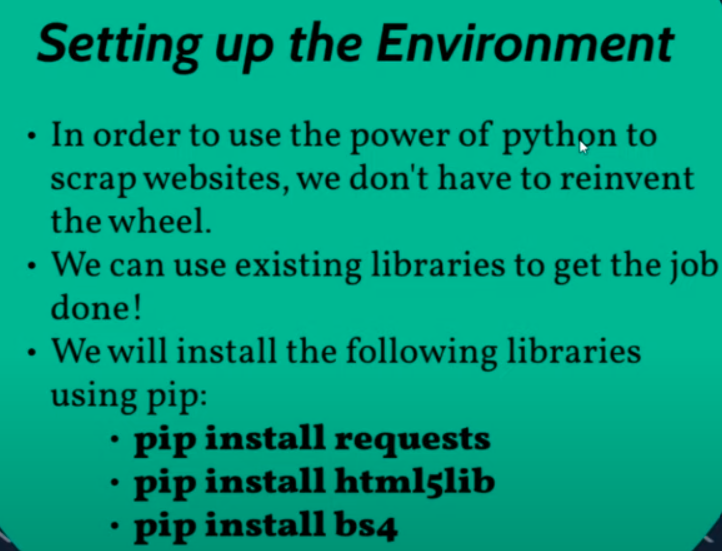 Setting up the Environment
• In order to use the power of python to
scrap websites, we don't have to reinvent
the wheel.
• We can use existing libraries to get the job
done!
• We will install the following libraries
using pip:
• pip install requests
• pip install html5lib
• pip install bs4